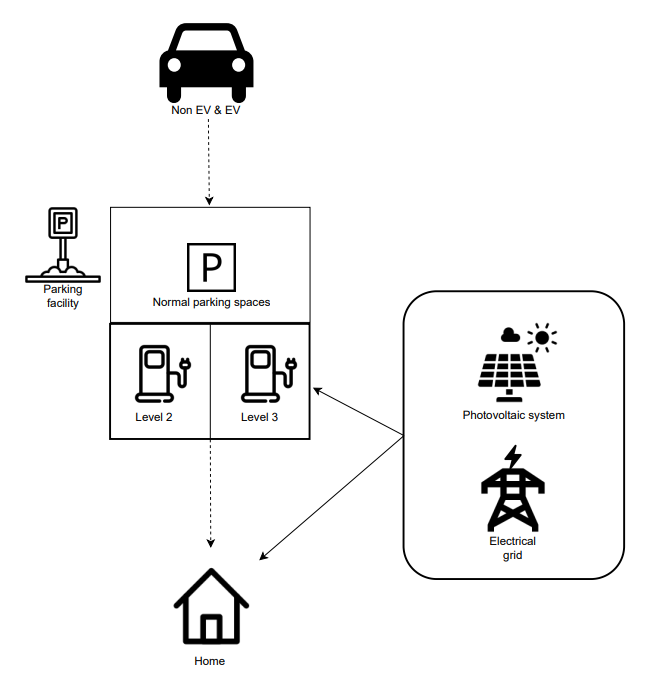 Non EV & EV
P
Parking
facility
P
Normal parking spaces
Level 2
Level 3
Photovoltaic system
Electrical
grid
Home